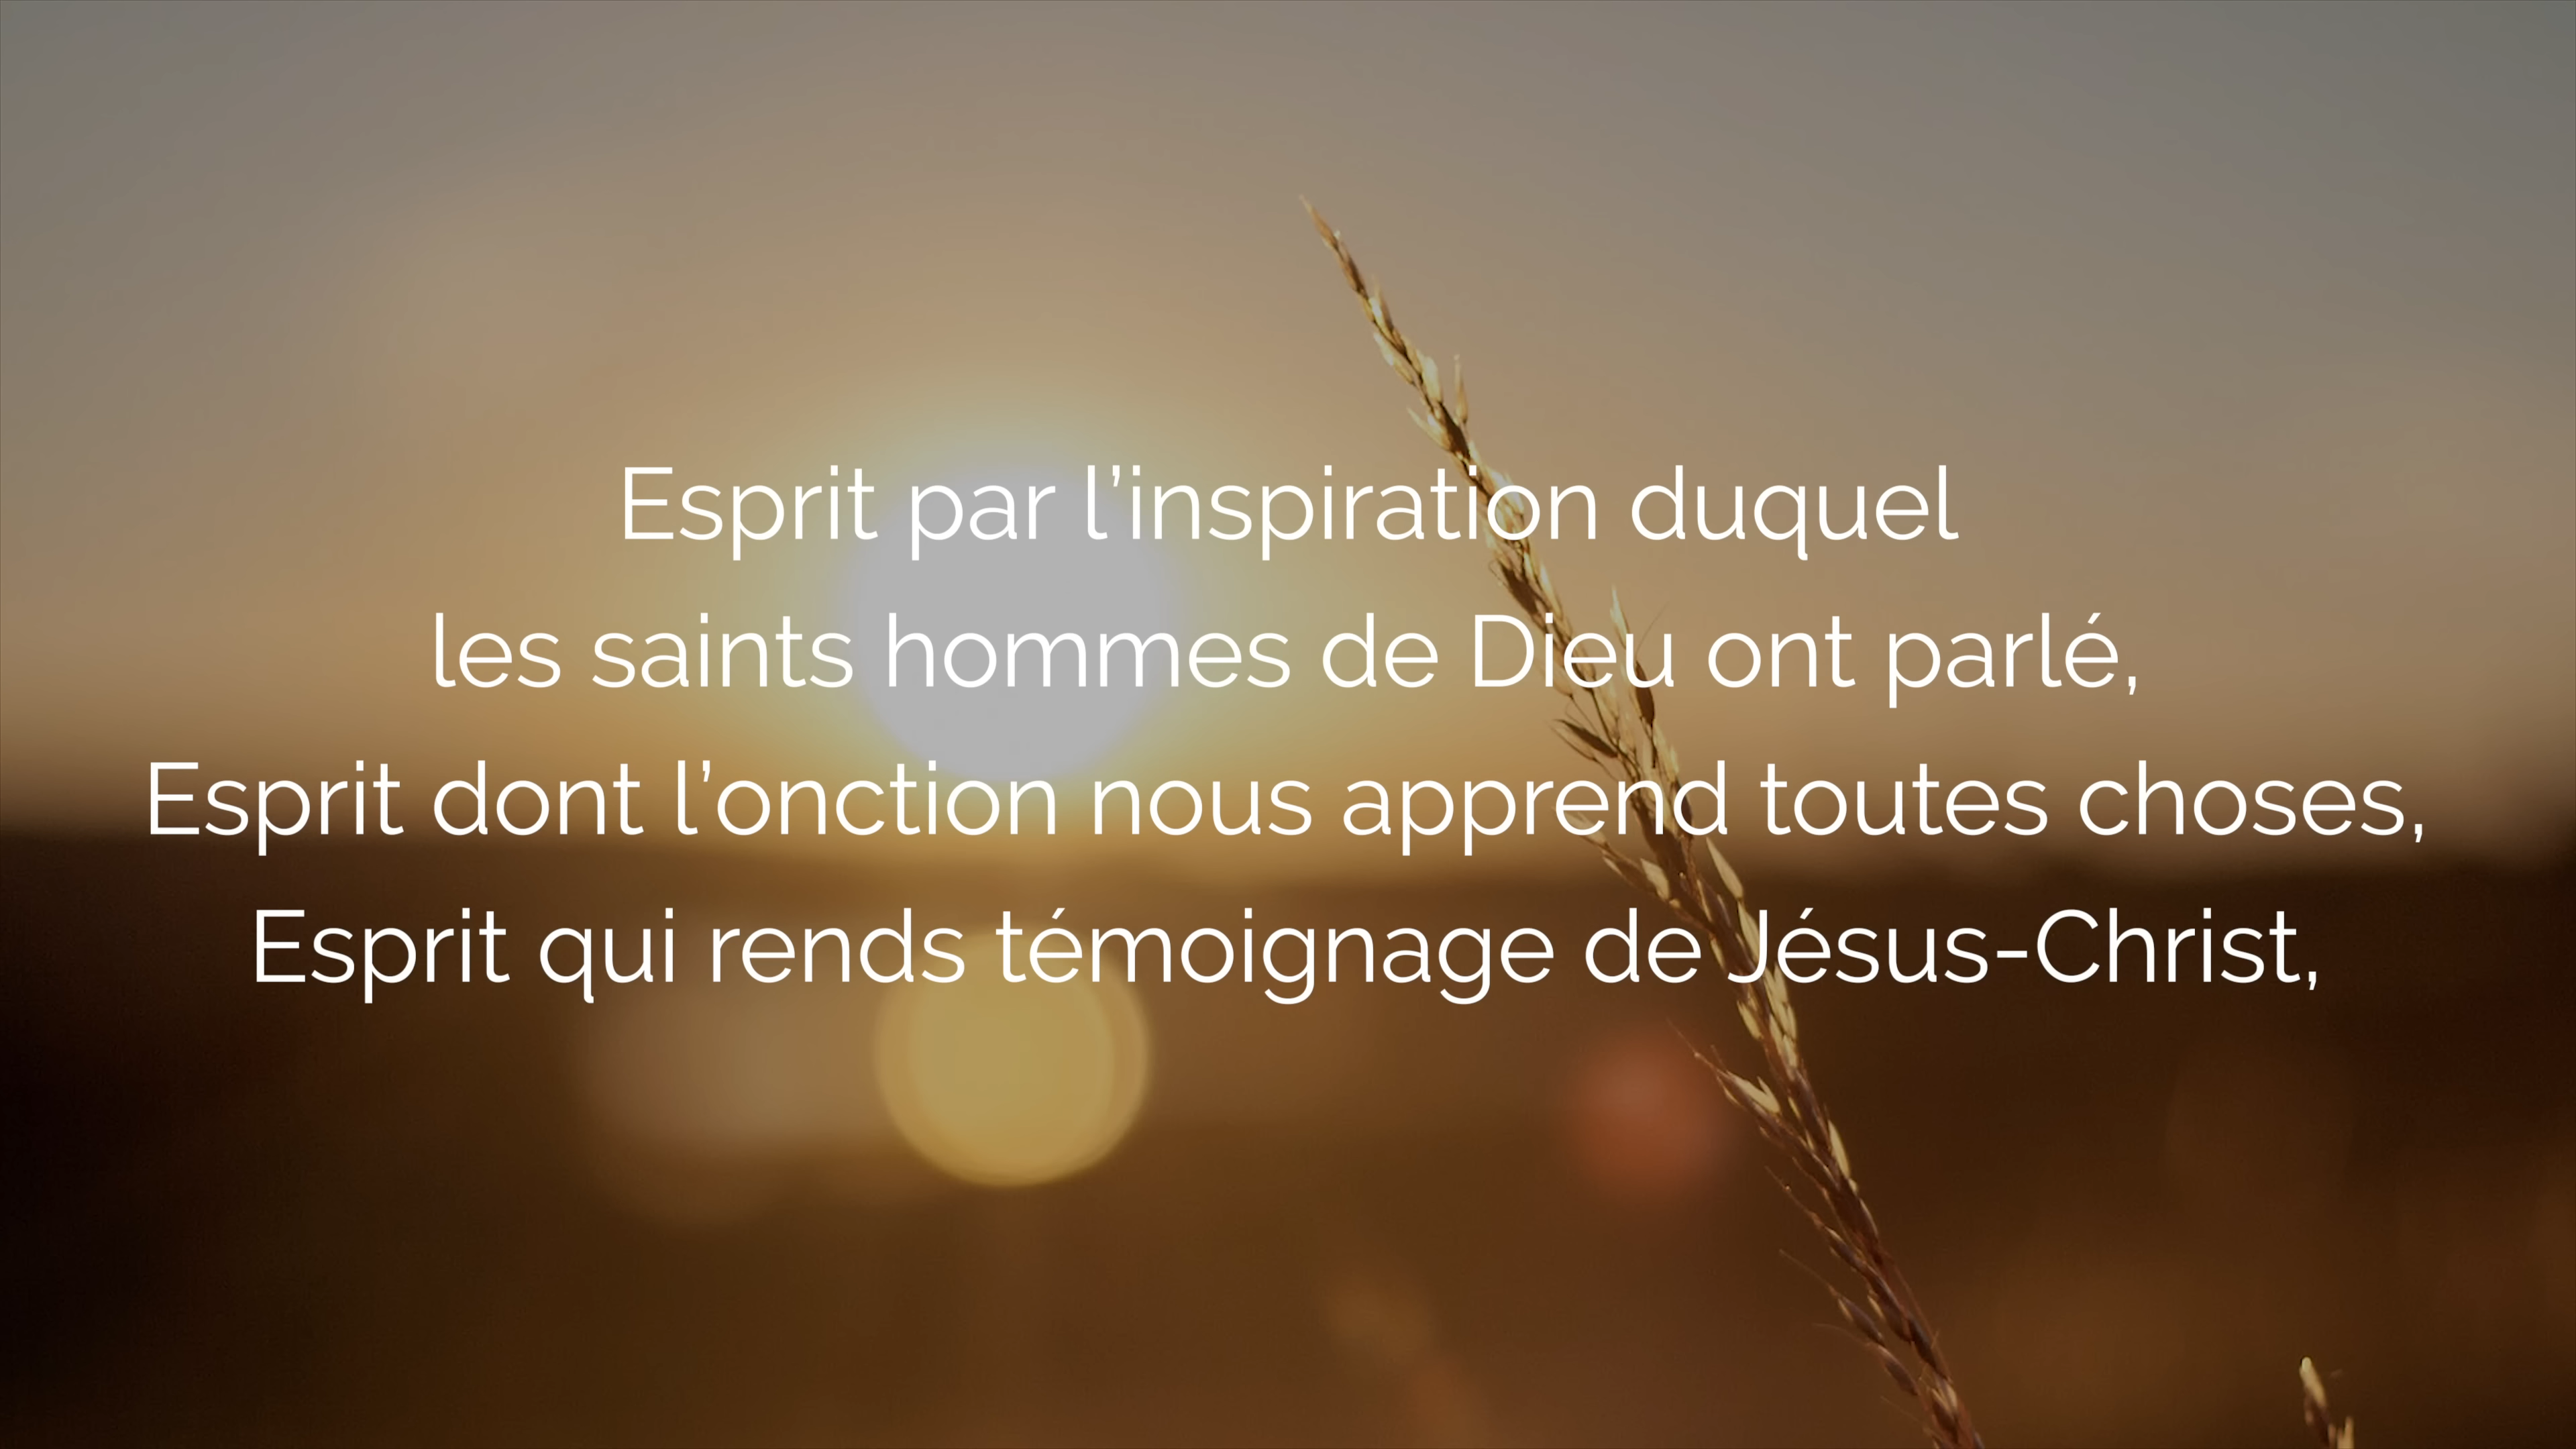 Esprit par l’inspiration duquel
les saints hommes de Dieu ont parlé,
Esprit dont l’onction nous apprend toutes choses,
Esprit qui rends témoignage de Jésus-Christ,